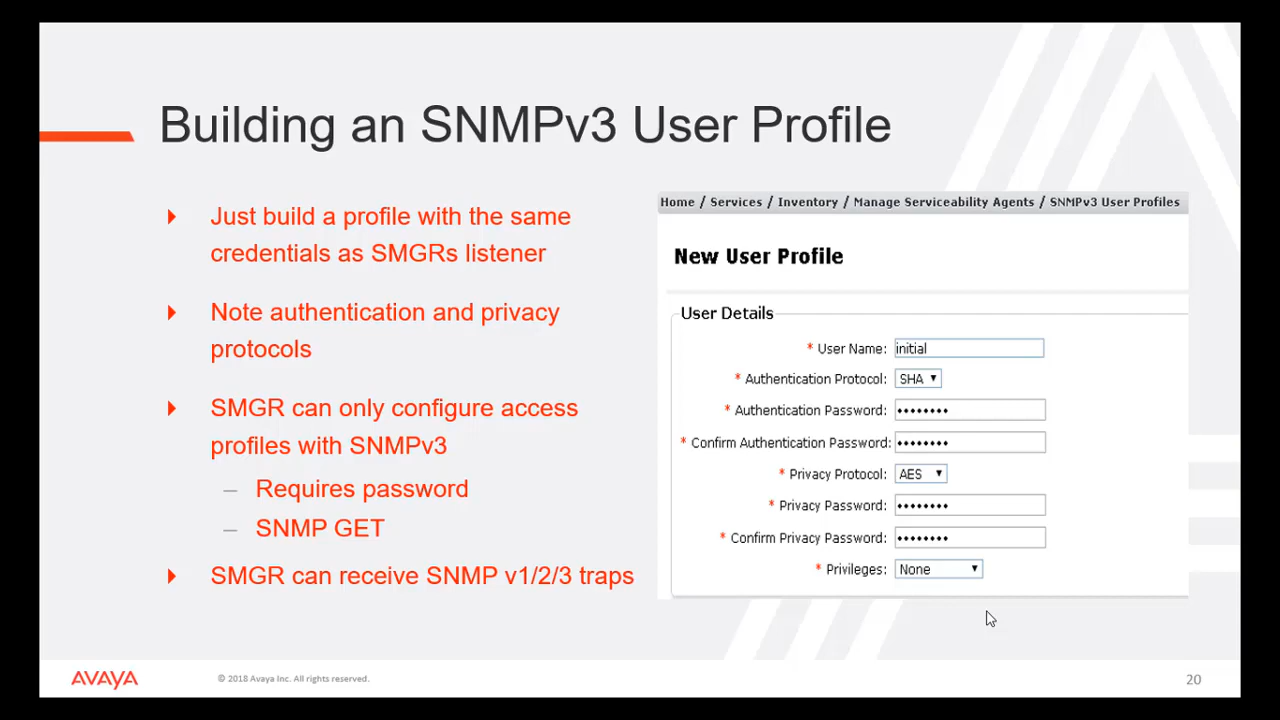 Building an SNMPv3 User Profile
Just build a profile with the same
credentials as SMGRs listener
Note authentication and privacy
protocols
SMGR can only configure access
profiles with SNMPv3
– Requires password
– SNMP GET
SMGR can receive SNMP v1/2/3 traps
Home / Services / Inventory / Manage Serviceability Agents / SNMPv3 User Profiles
New User Profile
User Details
* User Name: initial
* Authentication Protocol: SHA
* Authentication Password: ••••••••
* Confirm Authentication Password: ••••••••
* Privacy Protocol: AES
* Privacy Password: ••••••••
* Confirm Privacy Password: ••••••••
* Privileges: None
AVAYA
© 2018 Avaya Inc. All rights reserved.
20